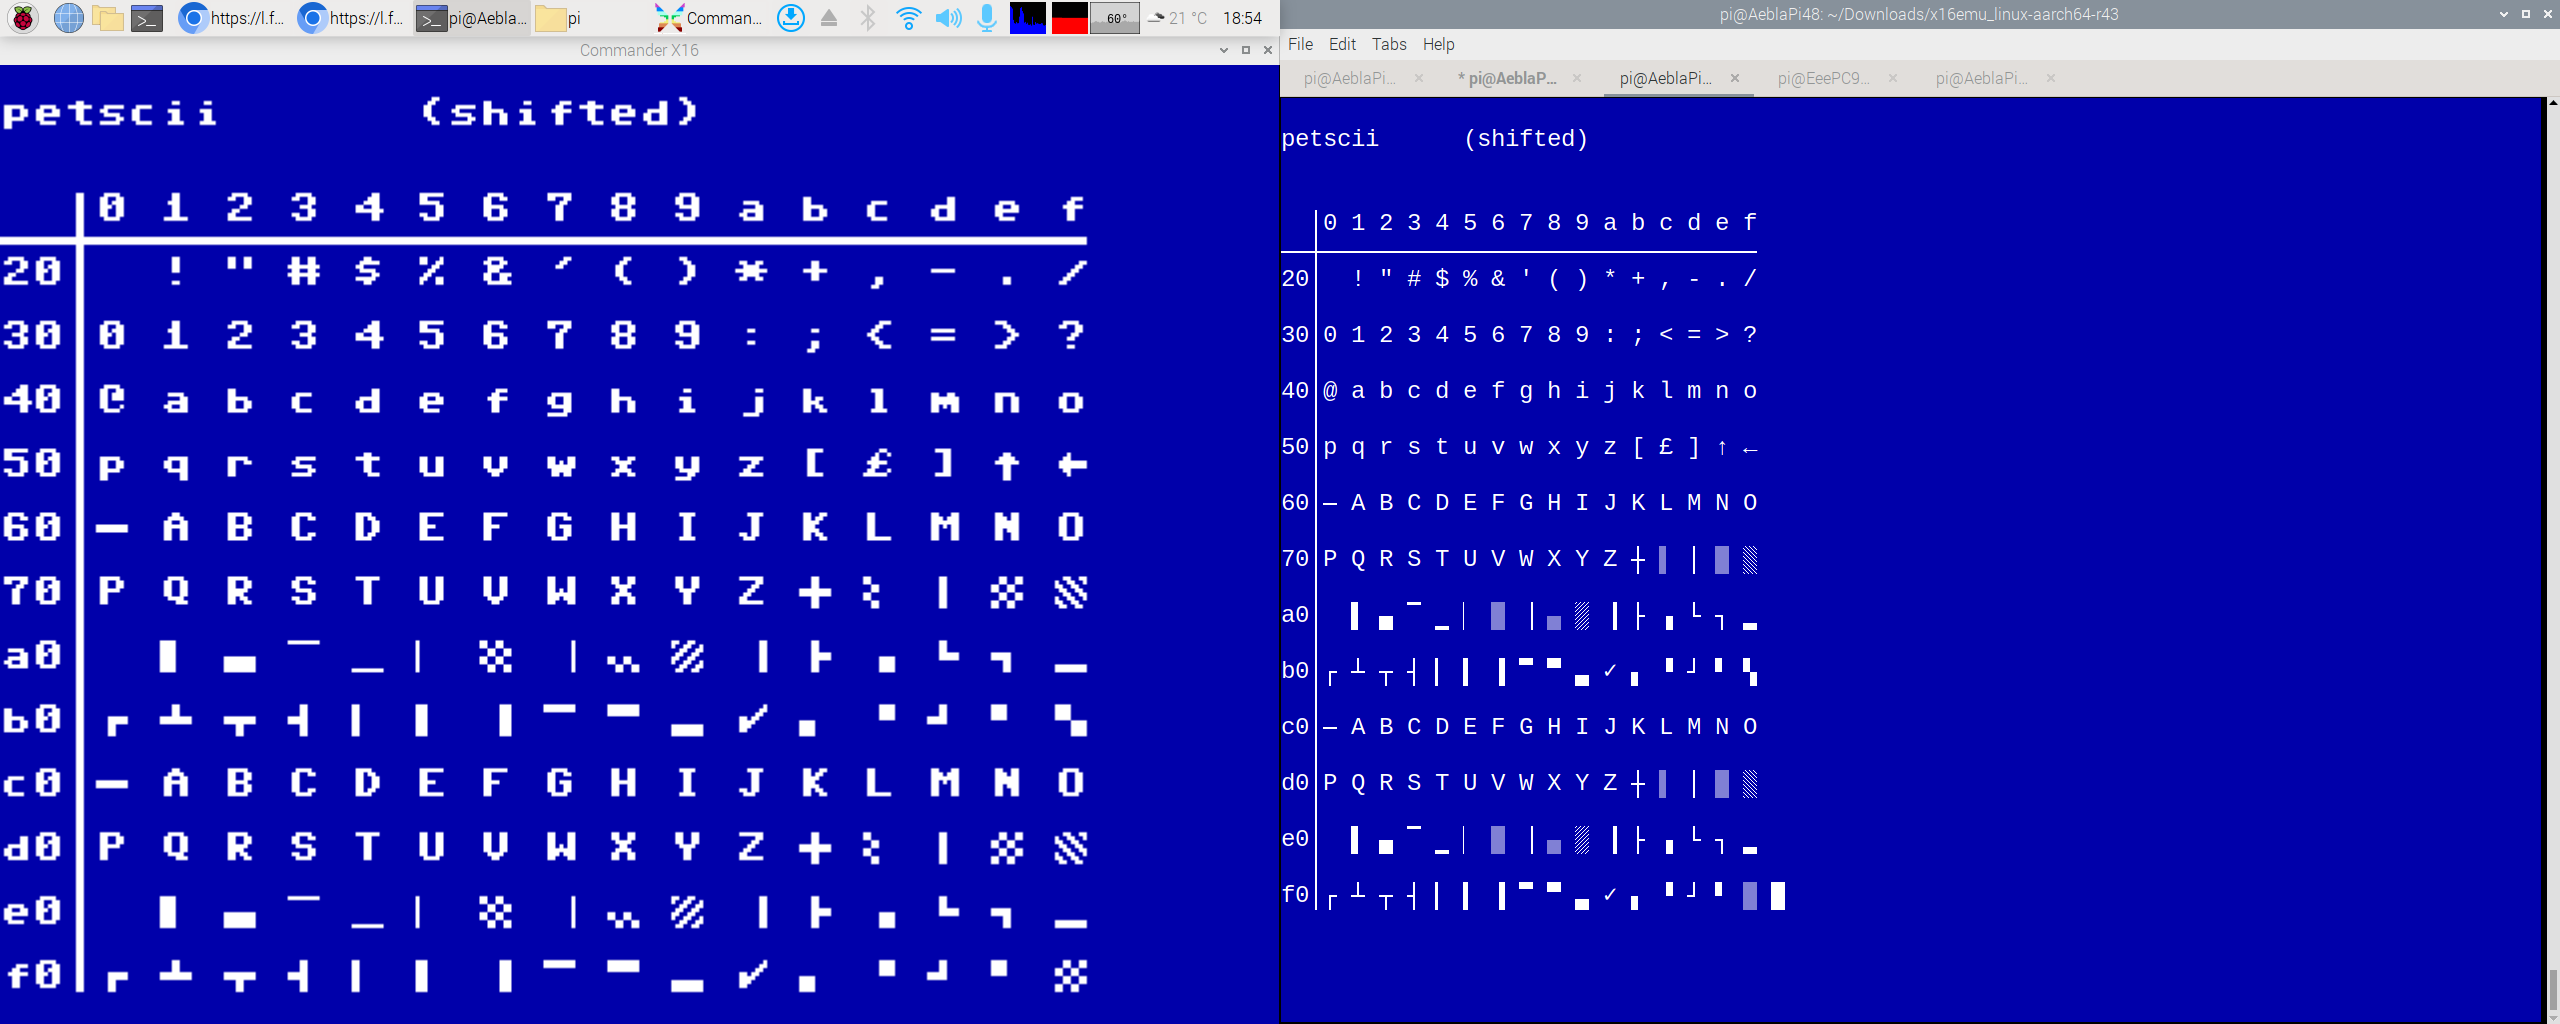 https://l.f... https://l.f... pi@Aebla... pi Comman... 60° 21 °C 18:54
Commander X16
petscii (shifted)
0 1 2 3 4 5 6 7 8 9 a b c d e f
20 ! " # $ % & ´ ( ) * + , - . /
30 0 1 2 3 4 5 6 7 8 9 : ; < = > ?
40 @ a b c d e f g h i j k l m n o
50 p q r s t u v w x y z [ £ ] ↑ ←
60 ─ A B C D E F G H I J K L M N O
70 P Q R S T U V W X Y Z ┼ │ ▒
a0
b0 ┌ ┴ ┬ ┤ ✓
c0 ─ A B C D E F G H I J K L M N O
d0 P Q R S T U V W X Y Z ┼ │ ▒
e0
f0 ┌ ┴ ┬ ┤ ✓
pi@AeblaPi48: ~/Downloads/x16emu_linux-aarch64-r43
File Edit Tabs Help
pi@AeblaPi... × * pi@AeblaP... × pi@AeblaPi... × pi@EeePC9... × pi@AeblaPi... ×
petscii (shifted)
0 1 2 3 4 5 6 7 8 9 a b c d e f
20 ! " # $ % & ' ( ) * + , - . /
30 0 1 2 3 4 5 6 7 8 9 : ; < = > ?
40 @ a b c d e f g h i j k l m n o
50 p q r s t u v w x y z [ £ ] ↑ ←
60 ─ A B C D E F G H I J K L M N O
70 P Q R S T U V W X Y Z ┼ ▌ │ ▒ ▧
a0 ▌ ▄ ▔ ▁ ▏ ▒ ▕ ▨ ├ ▗ └ ┐ ▂
b0 ┌ ┴ ┬ ┤ ▎ ▍ ▐ ▀ ▃ ✓ ▖ ▝ ┘ ▘ ▚
c0 ─ A B C D E F G H I J K L M N O
d0 P Q R S T U V W X Y Z ┼ ▌ │ ▒ ▧
e0 ▌ ▄ ▔ ▁ ▏ ▒ ▕ ▨ ├ ▗ └ ┐ ▂
f0 ┌ ┴ ┬ ┤ ▎ ▍ ▐ ▀ ▃ ✓ ▖ ▝ ┘ ▘ ▒